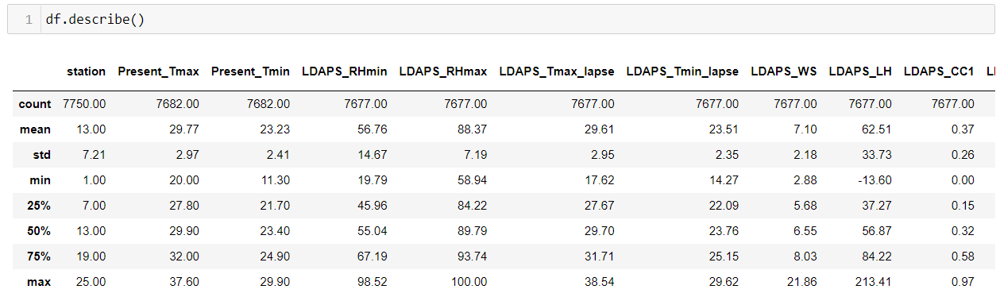 1 df.describe()
station Present_Tmax Present_Tmin LDAPS_RHmin LDAPS_RHmax LDAPS_Tmax_lapse LDAPS_Tmin_lapse LDAPS_WS LDAPS_LH LDAPS_CC1
count 7750.00 7682.00 7682.00 7677.00 7677.00 7677.00 7677.00 7677.00 7677.00 7677.00
mean 13.00 29.77 23.23 56.76 88.37 29.61 23.51 7.10 62.51 0.37
std 7.21 2.97 2.41 14.67 7.19 2.95 2.35 2.18 33.73 0.26
min 1.00 20.00 11.30 19.79 58.94 17.62 14.27 2.88 -13.60 0.00
25% 7.00 27.80 21.70 45.96 84.22 27.67 22.09 5.68 37.27 0.15
50% 13.00 29.90 23.40 55.04 89.79 29.70 23.76 6.55 56.87 0.32
75% 19.00 32.00 24.90 67.19 93.74 31.71 25.15 8.03 84.22 0.58
max 25.00 37.60 29.90 98.52 100.00 38.54 29.62 21.86 213.41 0.97